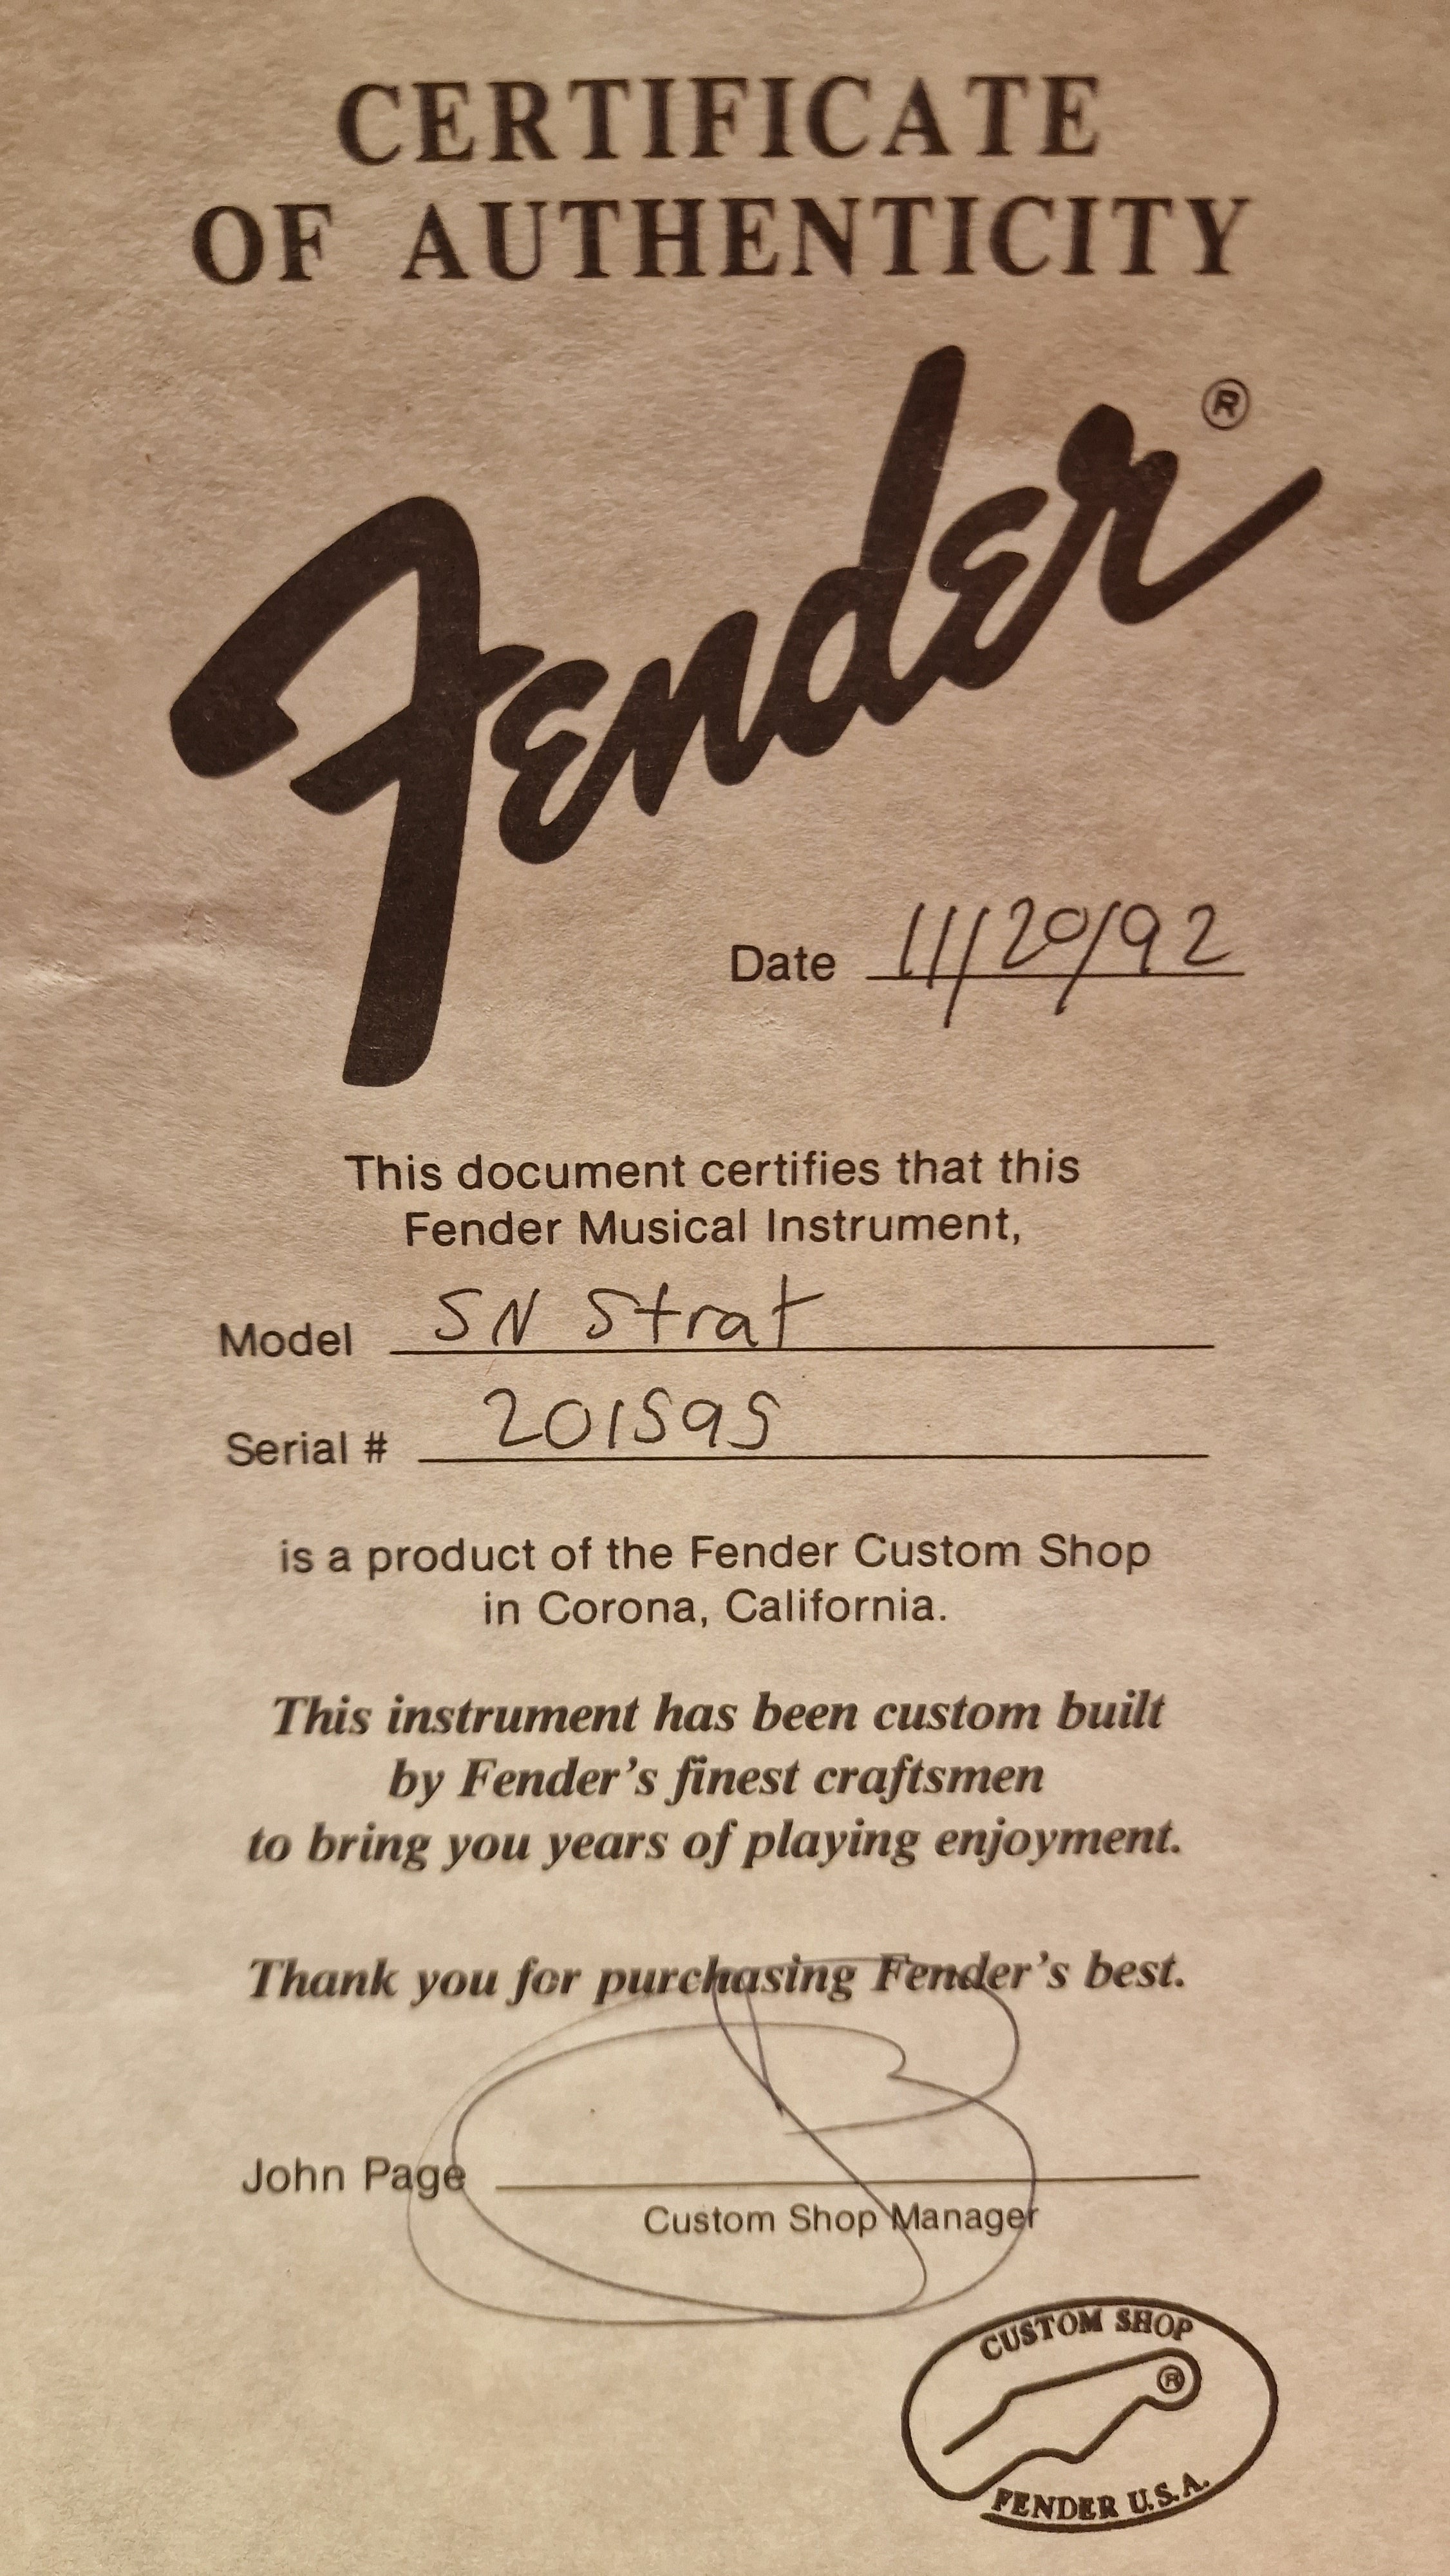 CERTIFICATE
OF AUTHENTICITY
Fender®
Date 11/20/92
This document certifies that this
Fender Musical Instrument,
Model SN Strat
Serial # 201595
is a product of the Fender Custom Shop
in Corona, California.
This instrument has been custom built
by Fender's finest craftsmen
to bring you years of playing enjoyment.
Thank you for purchasing Fender's best.
John Page
Custom Shop Manager
CUSTOM SHOP
®
FENDER U.S.A.